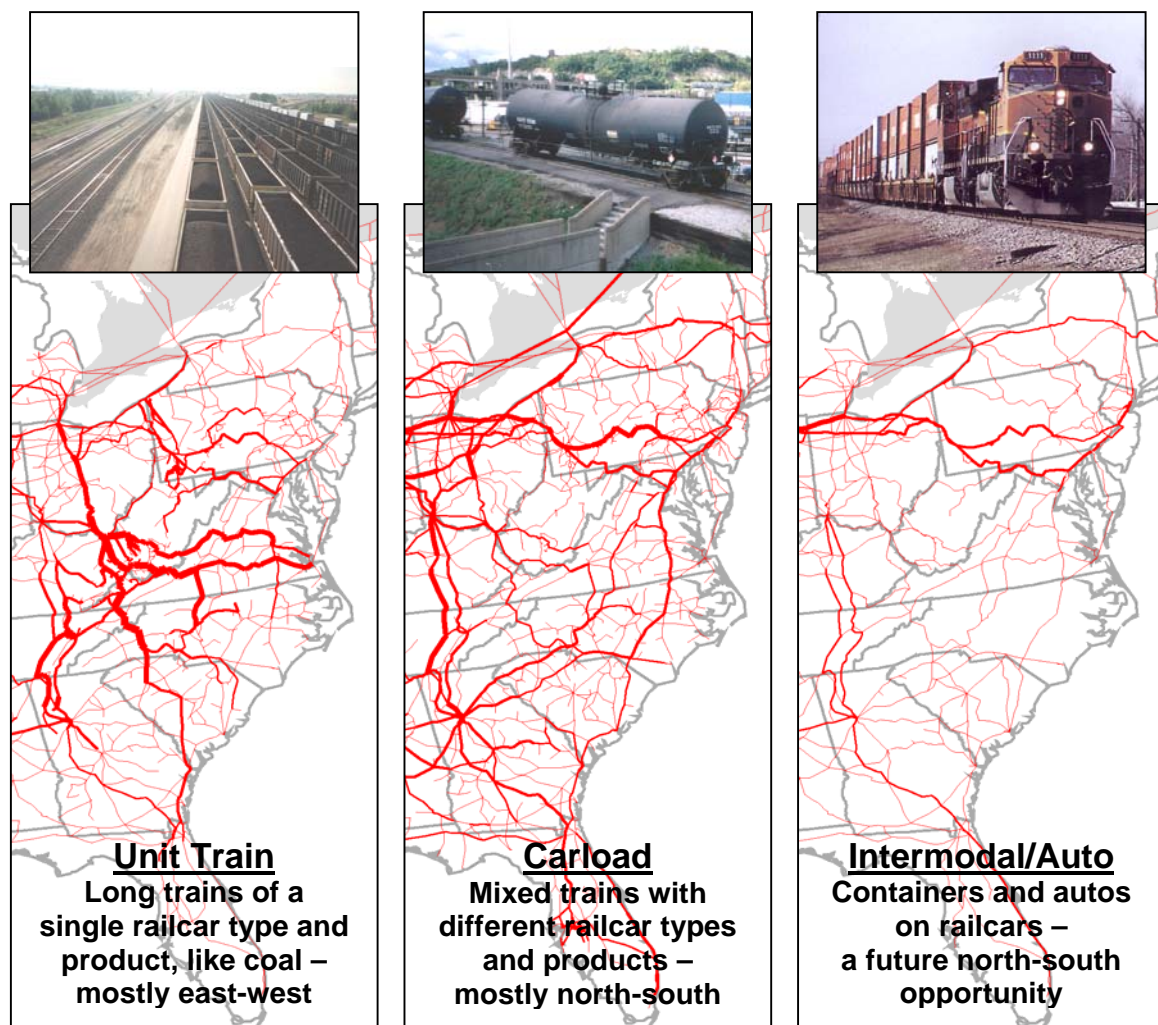 Unit Train
Long trains of a
single railcar type and
product, like coal –
mostly east-west
Carload
Mixed trains with
different railcar types
and products –
mostly north-south
Intermodal/Auto
Containers and autos
on railcars –
a future north-south
opportunity